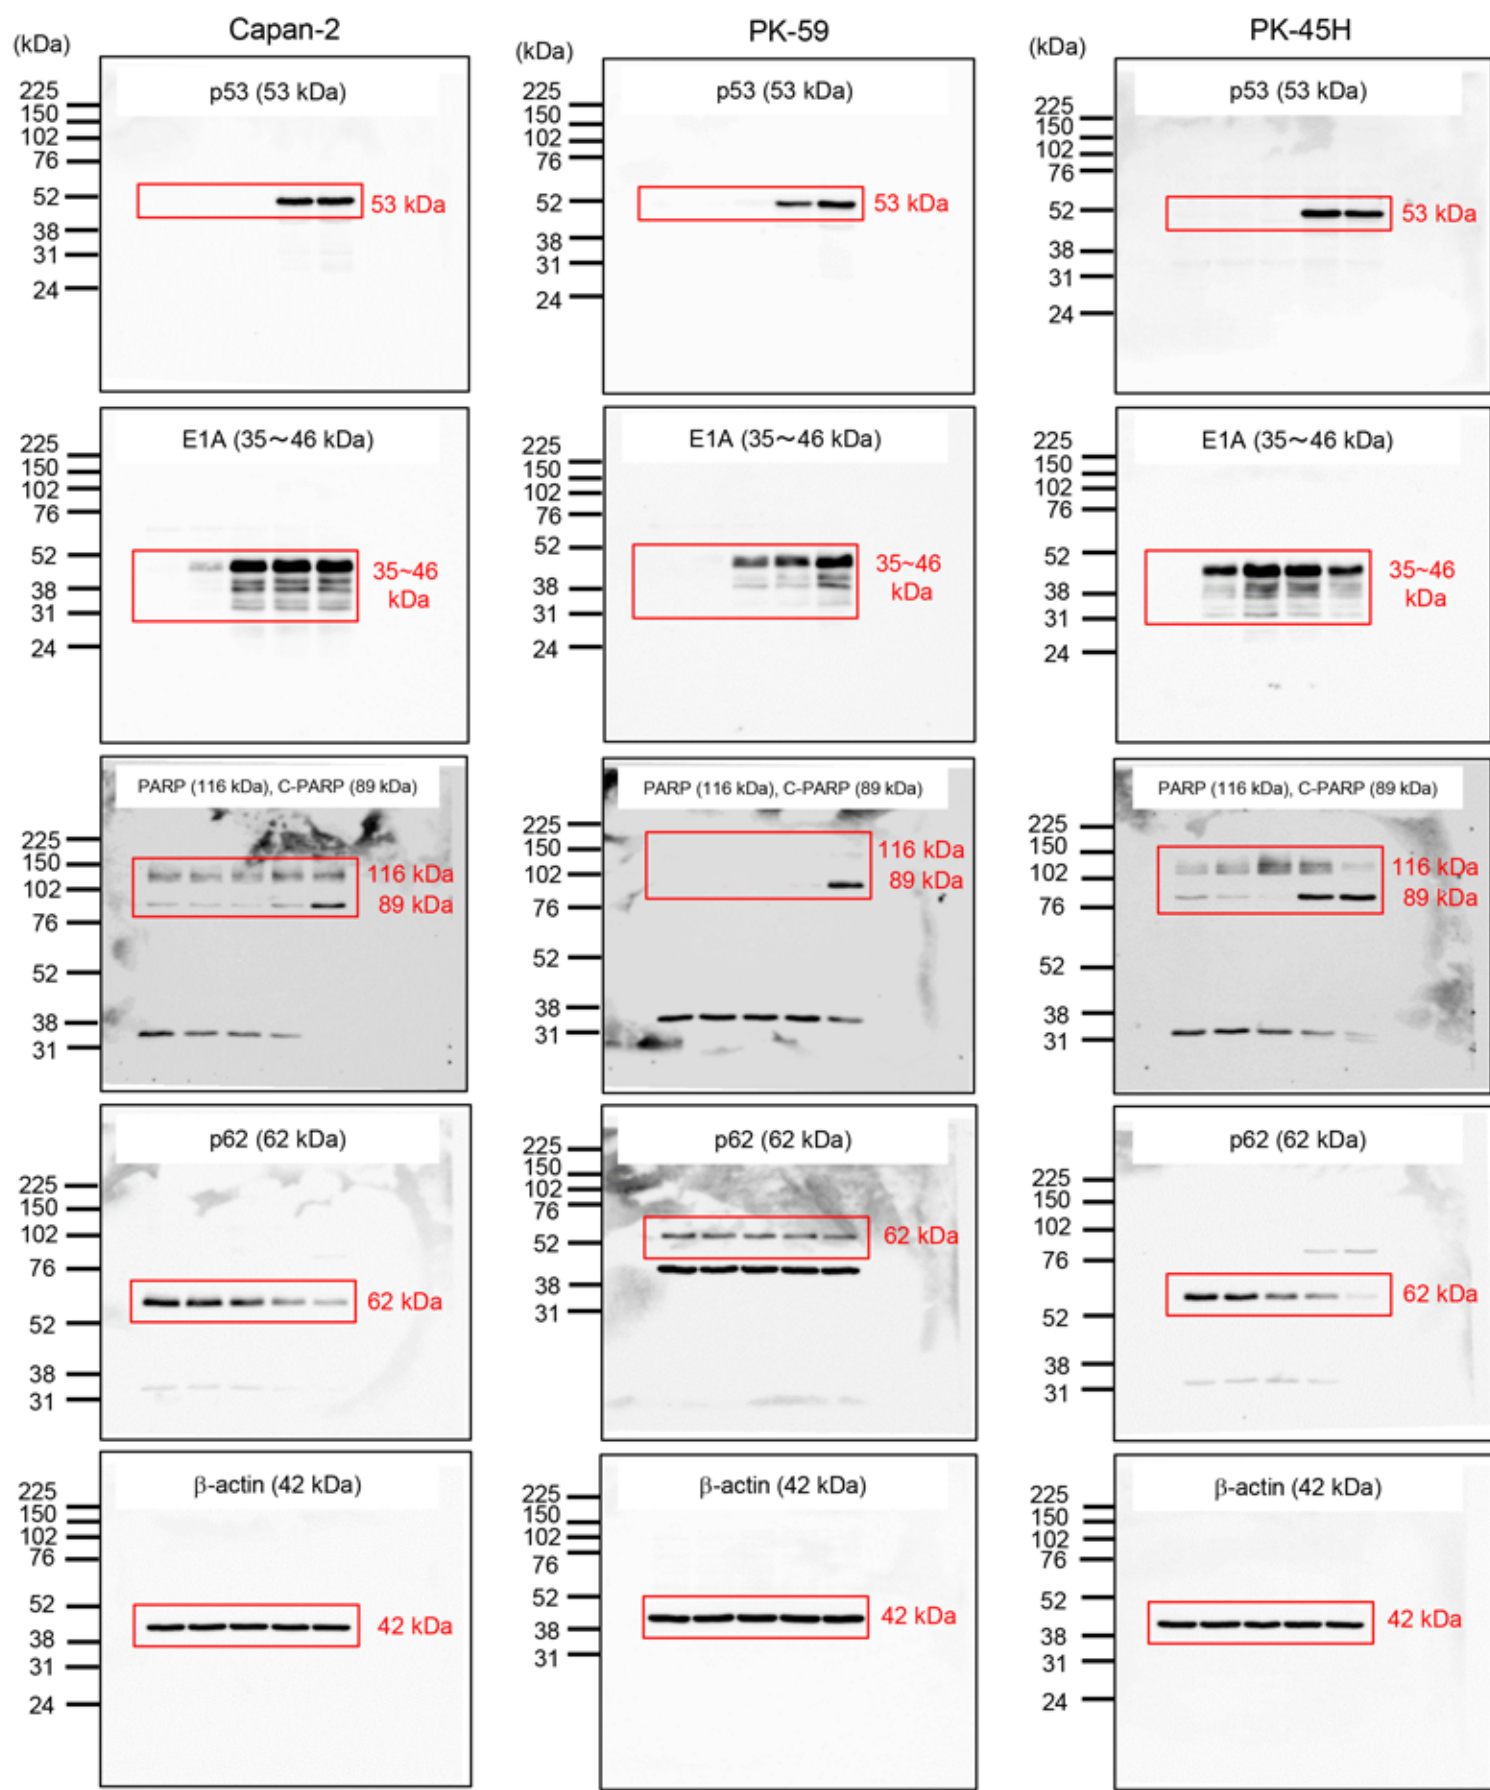 Capan-2
PK-59
PK-45H
(kDa)
p53 (53 kDa)
225
150
102
76
52
38
31
24
53 kDa
(kDa)
p53 (53 kDa)
225
150
102
76
52
38
31
24
53 kDa
(kDa)
p53 (53 kDa)
225
150
102
76
52
38
31
24
53 kDa
E1A (35~46 kDa)
225
150
102
76
52
38
31
24
35~46
kDa
E1A (35~46 kDa)
225
150
102
76
52
38
31
24
35~46
kDa
E1A (35~46 kDa)
225
150
102
76
52
38
31
24
35~46
kDa
PARP (116 kDa), C-PARP (89 kDa)
225
150
102
76
52
38
31
116 kDa
89 kDa
PARP (116 kDa), C-PARP (89 kDa)
225
150
102
76
52
38
31
116 kDa
89 kDa
PARP (116 kDa), C-PARP (89 kDa)
225
150
102
76
52
38
31
116 kDa
89 kDa
p62 (62 kDa)
225
150
102
76
52
38
31
62 kDa
p62 (62 kDa)
225
150
102
76
52
38
31
62 kDa
p62 (62 kDa)
225
150
102
76
52
38
31
62 kDa
β-actin (42 kDa)
225
150
102
76
52
38
31
24
42 kDa
β-actin (42 kDa)
225
150
102
76
52
38
31
42 kDa
β-actin (42 kDa)
225
150
102
76
52
38
31
24
42 kDa